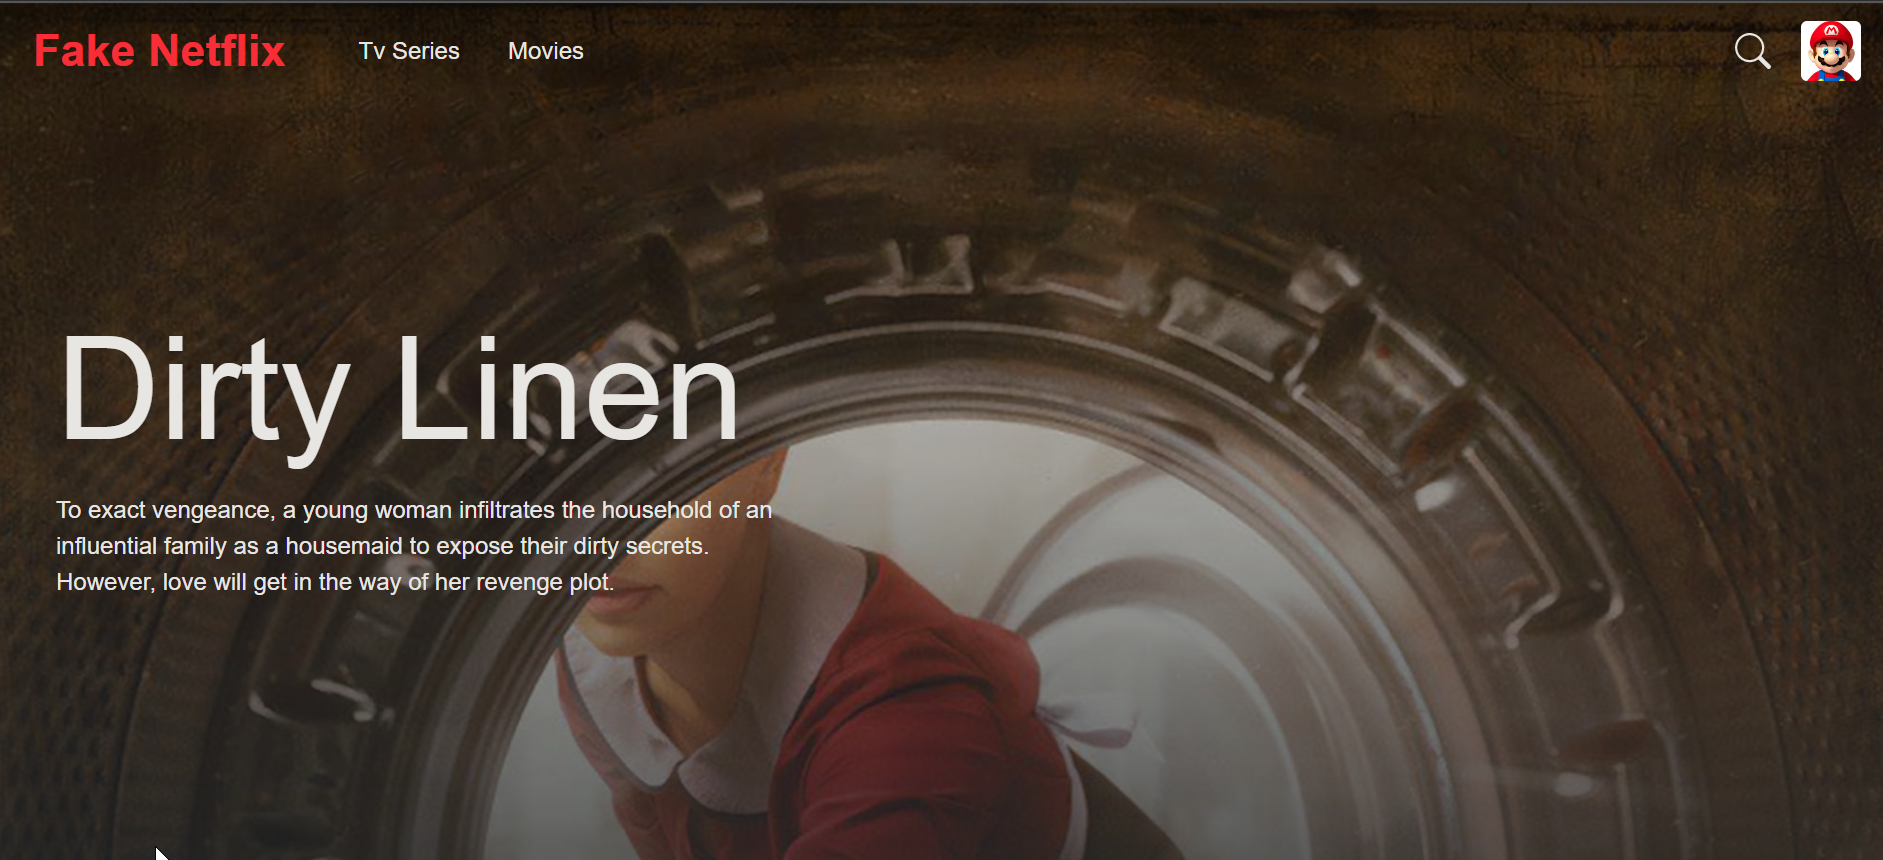 Fake Netflix
Tv Series
Movies
M
Dirty Linen
To exact vengeance, a young woman infiltrates the household of an
influential family as a housemaid to expose their dirty secrets.
However, love will get in the way of her revenge plot.